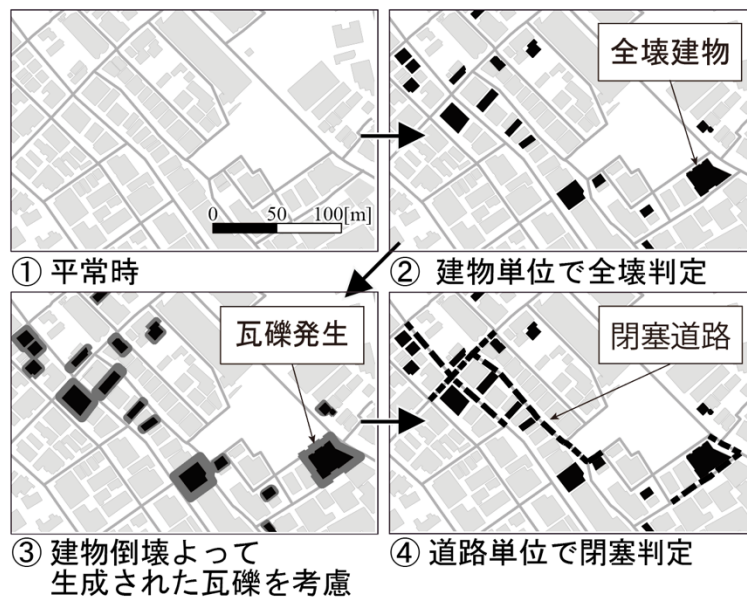 0 50 100[m]
① 平常時
全壊建物
② 建物単位で全壊判定
瓦礫発生
③ 建物倒壊よって
生成された瓦礫を考慮
閉塞道路
④ 道路単位で閉塞判定